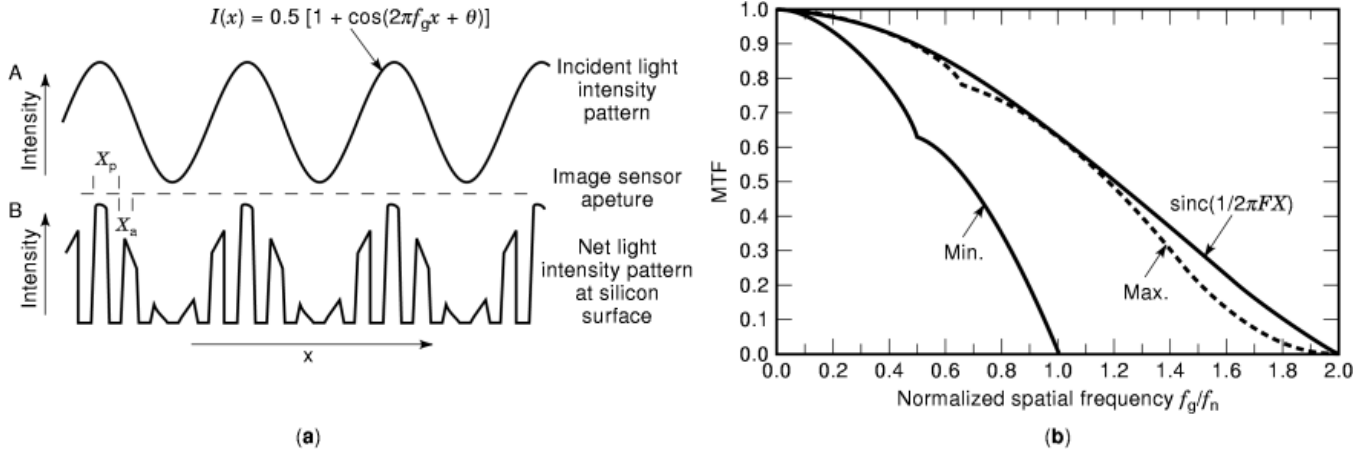 I(x) = 0.5 [1 + cos(2πf_g x + θ)]
A
Intensity
Incident light
intensity
pattern
X_p
Image sensor
apeture
B
Intensity
X_a
Net light
intensity pattern
at silicon
surface
x
(a)
MTF
1.0
0.9
0.8
0.7
0.6
0.5
0.4
0.3
0.2
0.1
0.0
sinc(1/2πFX)
Min.
Max.
0.0 0.2 0.4 0.6 0.8 1.0 1.2 1.4 1.6 1.8 2.0
Normalized spatial frequency f_g/f_n
(b)